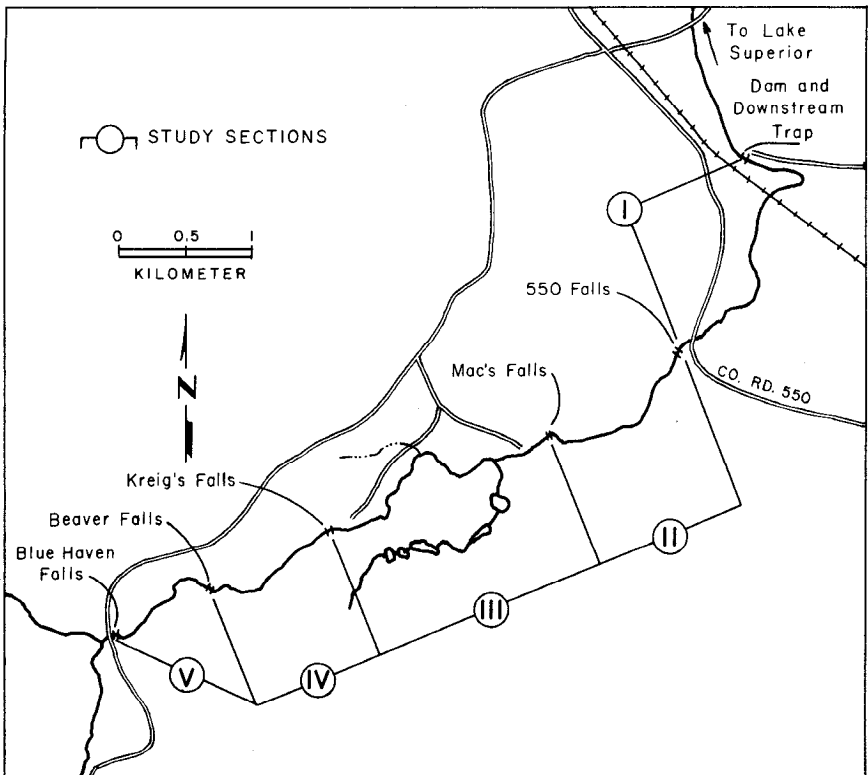 To Lake
Superior
Dam and
Downstream
Trap
STUDY SECTIONS
I
0 0.5 1
KILOMETER
550 Falls
N
Mac's Falls
CO. RD. 550
Kreig's Falls
Beaver Falls
Blue Haven
Falls
II
III
IV
V